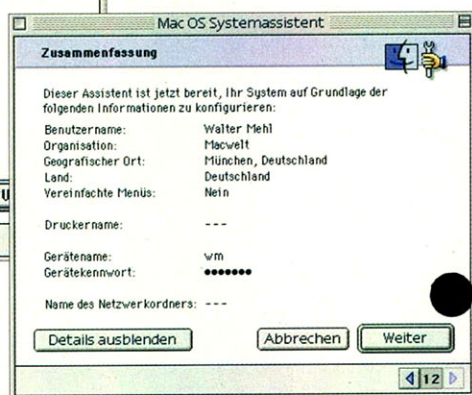 Mac OS Systemassistent
Zusammenfassung
Dieser Assistent ist jetzt bereit, Ihr System auf Grundlage der
folgenden Informationen zu konfigurieren:
Benutzername: Walter Mehl
Organisation: Macwelt
Geografischer Ort: München, Deutschland
Land: Deutschland
Vereinfachte Menüs: Nein
Druckername: ---
Gerätename: wm
Gerätekennwort: •••••••
Name des Netzwerkordners: ---
Details ausblenden Abbrechen Weiter
12